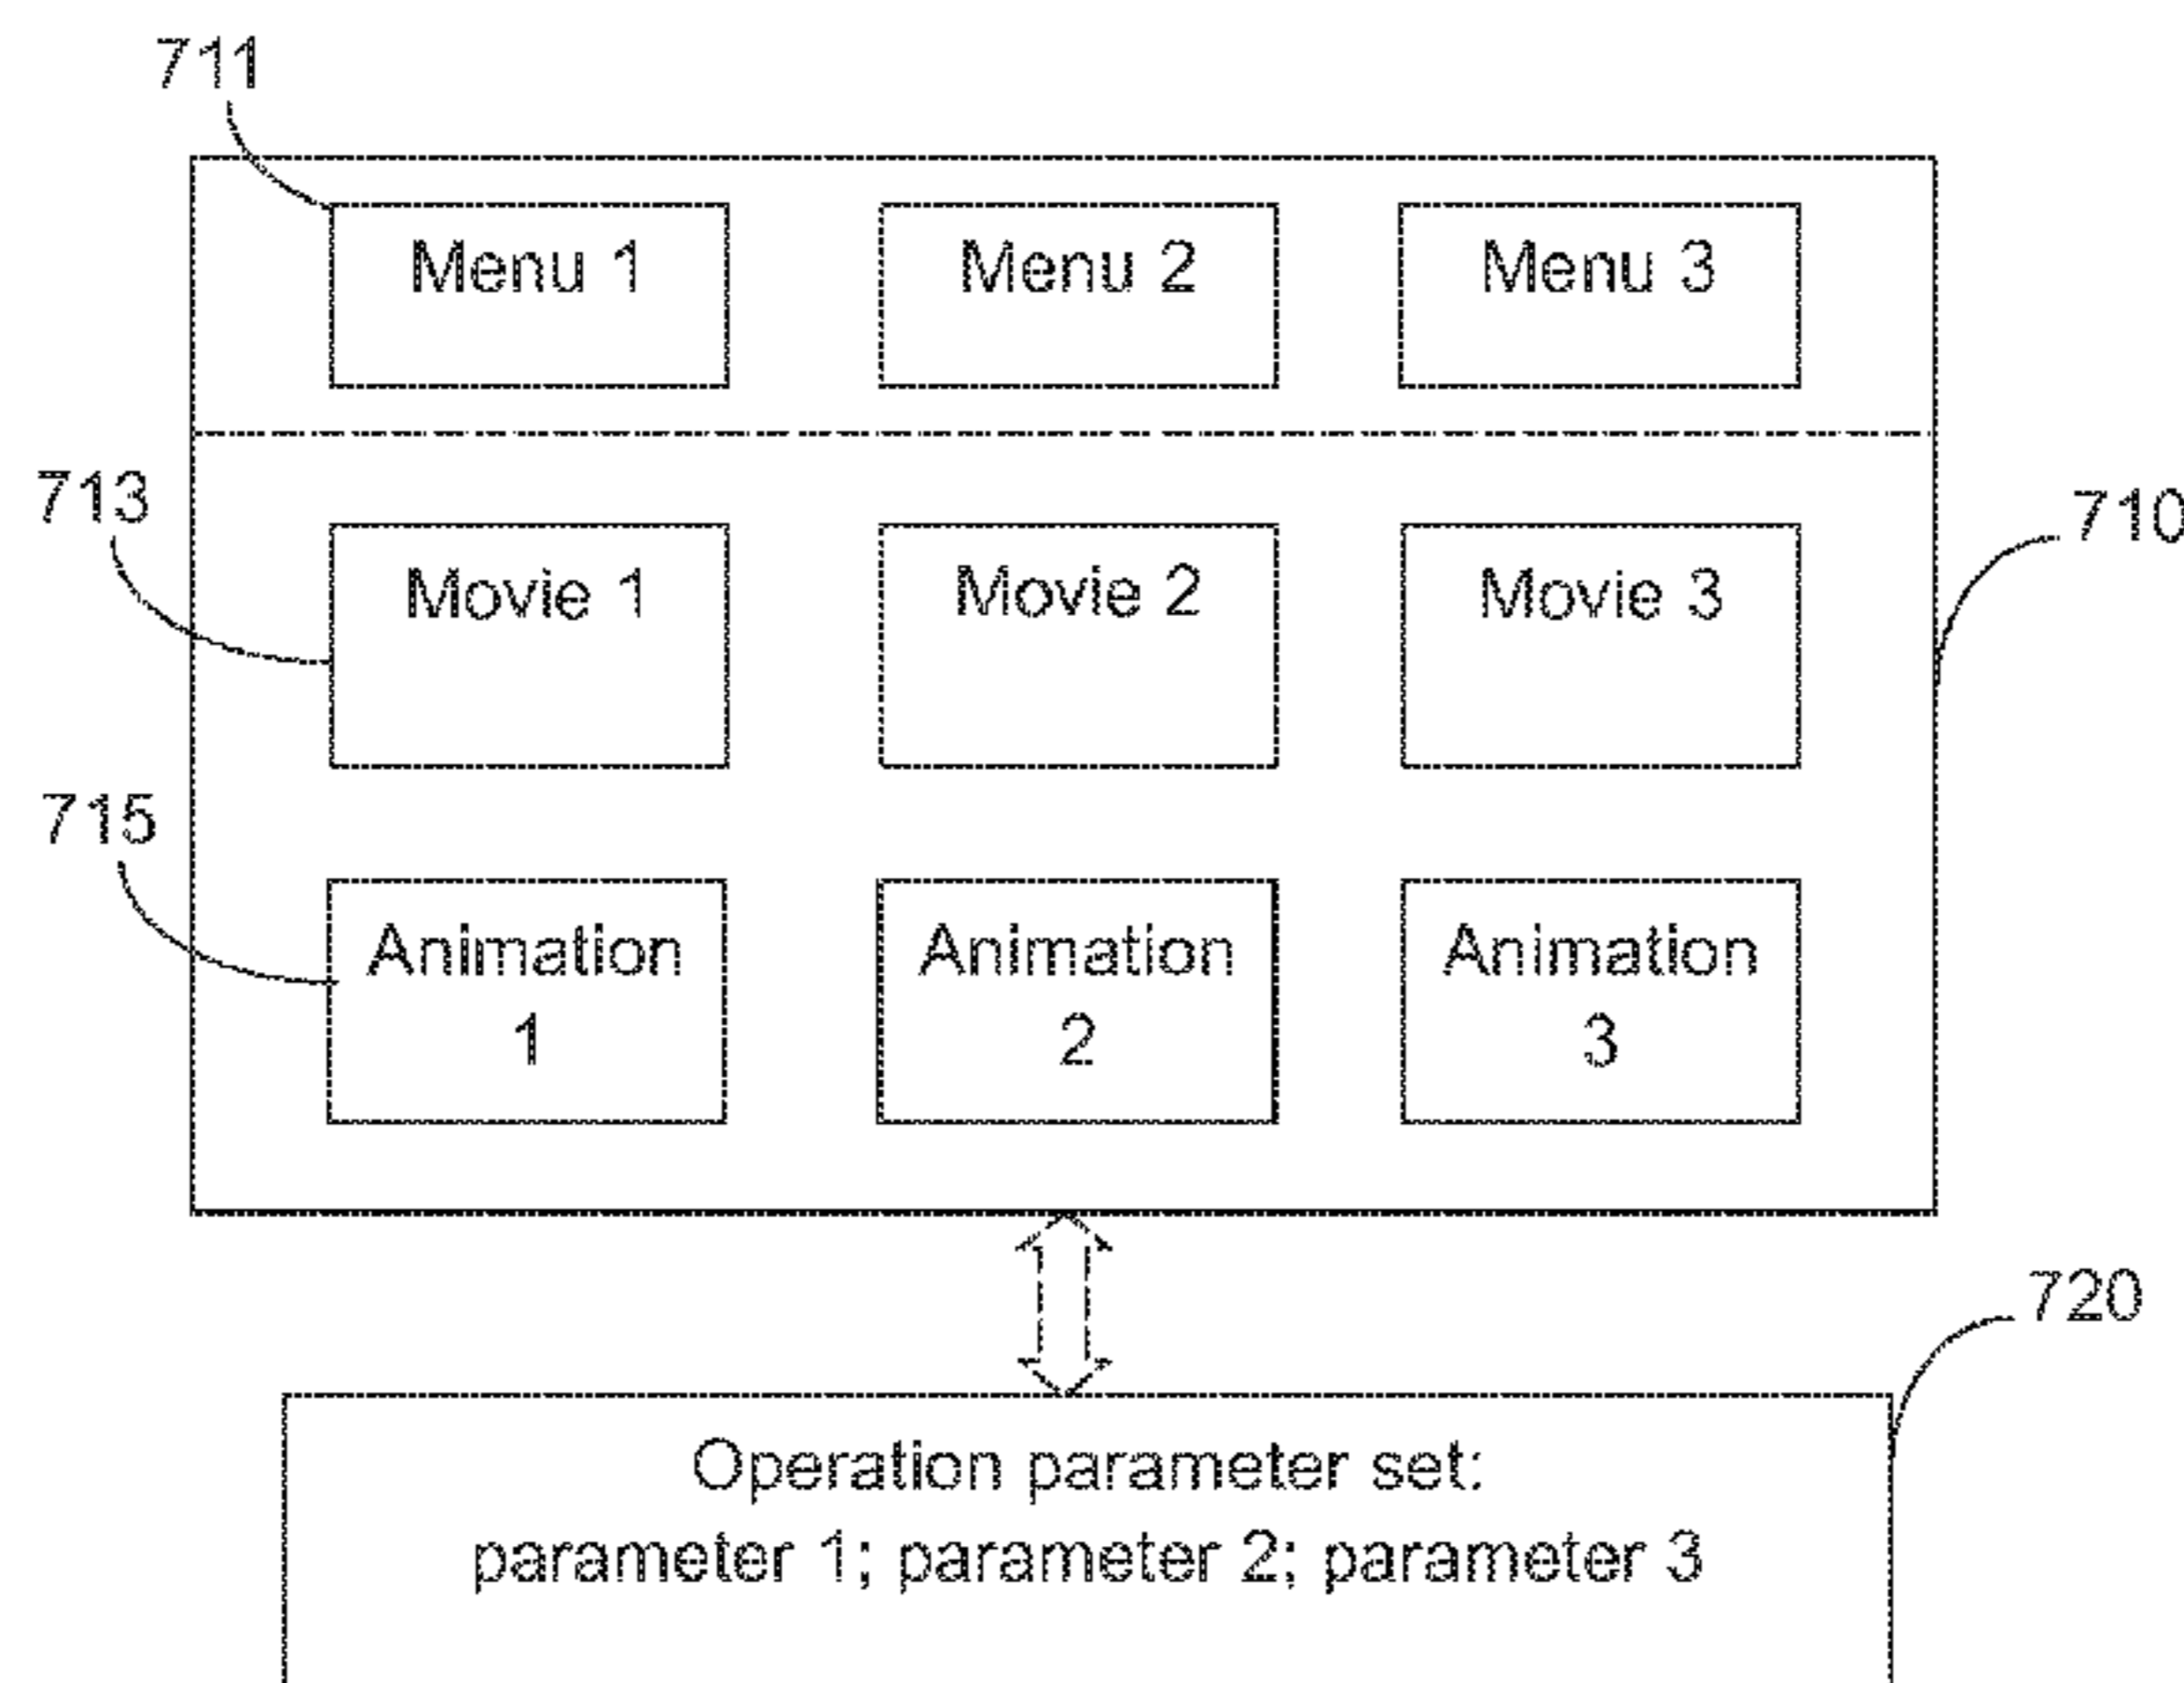 711
Menu 1 Menu 2 Menu 3
713
710
Movie 1 Movie 2 Movie 3
715
Animation 1 Animation 2 Animation 3
720
Operation parameter set:
parameter 1; parameter 2; parameter 3